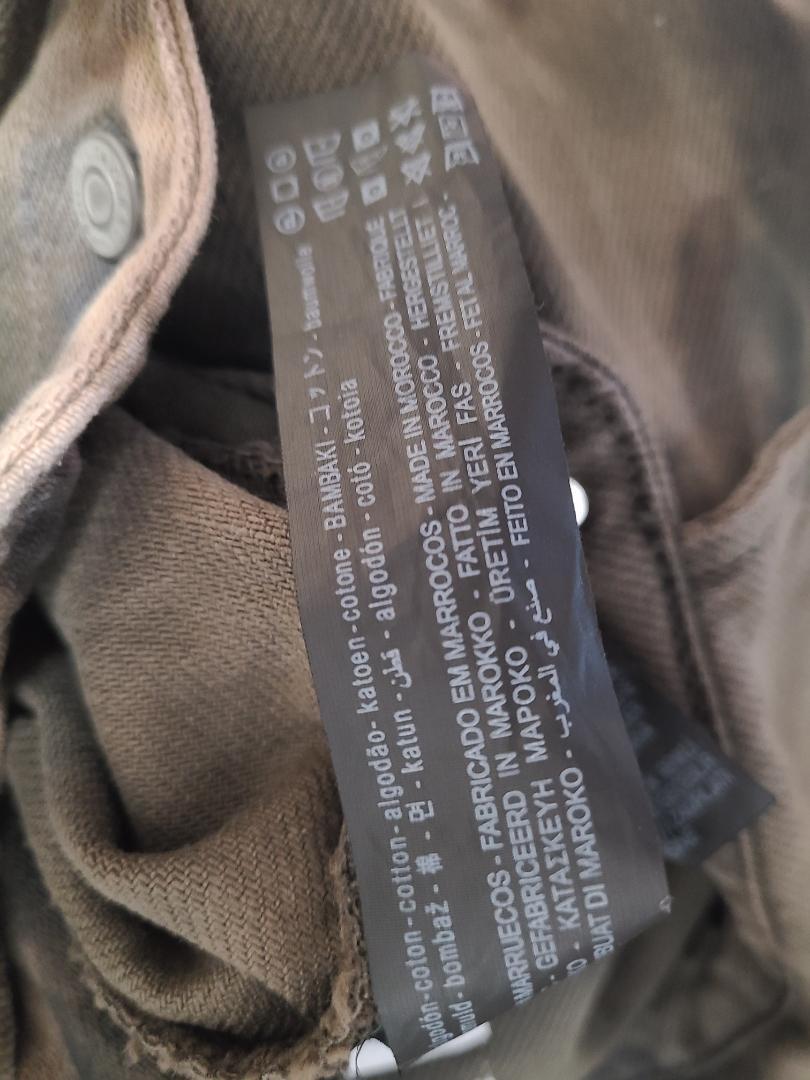 algodón-coton-cotton-algodão- katoen-cotone-BAMBAKI-コットン-baumwolle
bombaž - 棉 - 면 - katun - قطن - algodón - cotó - kotoia
MARRUECOS - FABRICADO EM MARROCOS - MADE IN MOROCCO - FABRIQUÉ
- GEFABRICEERD IN MAROKKO - FATTO IN MAROCCO - HERGESTELLT
- ΚΑΤΑΣΚΕΥΗ ΜΑΡΟΚΟ - ÜRETİM YERİ FAS - FREMSTILLIET I
BUAT DI MAROKO - صنع في المغرب - FEITO EN MARROCOS - FET AL MARROC -